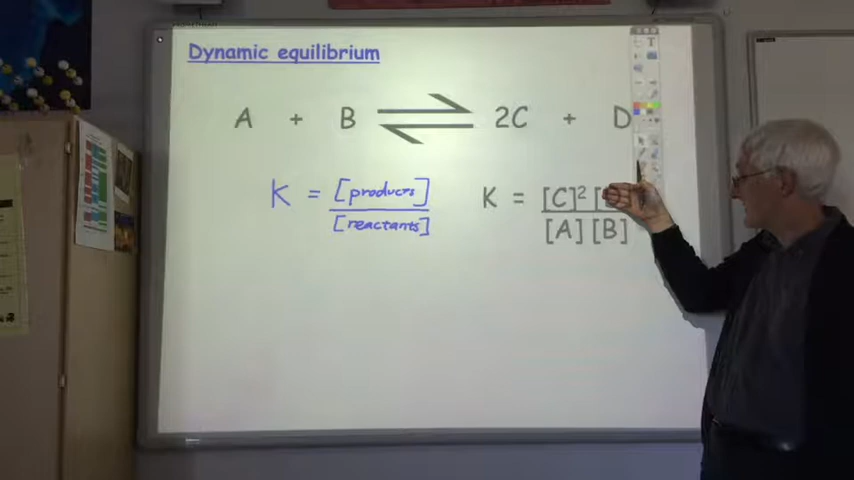 Dynamic equilibrium
A + B ⇌ 2C + D
K = [products] / [reactants]
K = [C]² [
[A] [B]